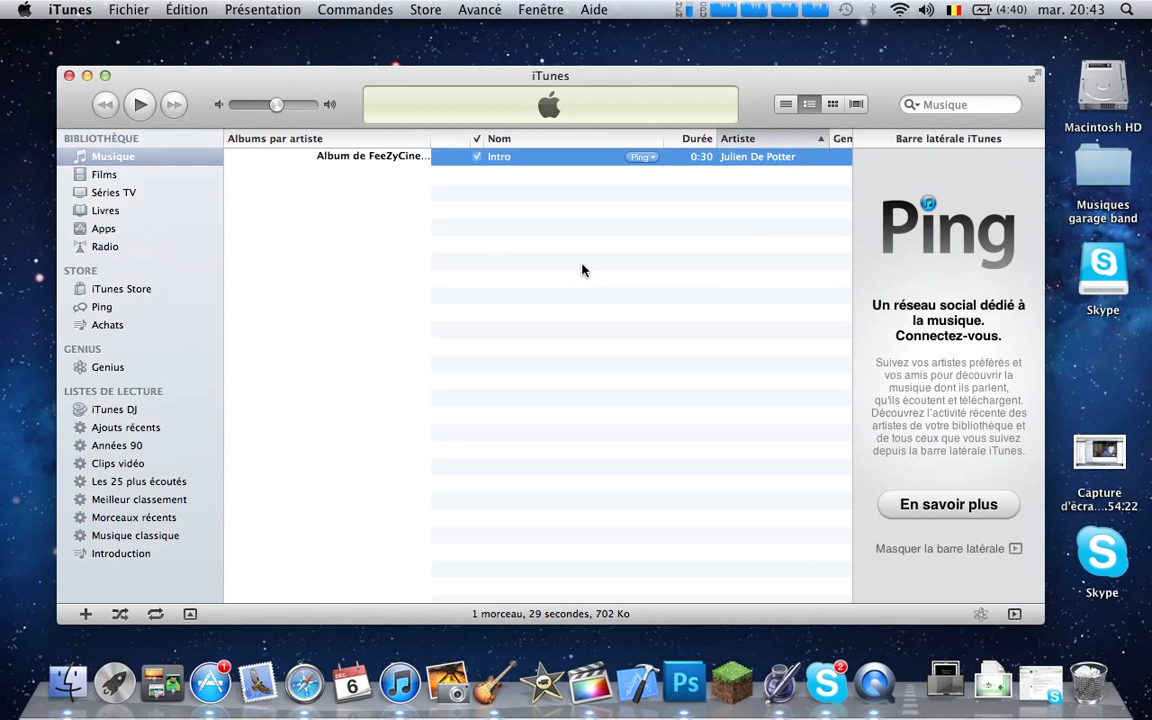 iTunes Fichier Édition Présentation Commandes Store Avancé Fenêtre Aide (4:40) mar. 20:43
iTunes
Musique
BIBLIOTHÈQUE
Musique
Films
Séries TV
Livres
Apps
Radio
STORE
iTunes Store
Ping
Achats
GENIUS
Genius
LISTES DE LECTURE
iTunes DJ
Ajouts récents
Années 90
Clips vidéo
Les 25 plus écoutés
Meilleur classement
Morceaux récents
Musique classique
Introduction
Albums par artiste Nom Durée Artiste Gen
Album de FeeZyCine... Intro Ping 0:30 Julien De Potter
Barre latérale iTunes
Ping
Un réseau social dédié à
la musique.
Connectez-vous.
Suivez vos artistes préférés et
vos amis pour découvrir la
musique dont ils parlent,
qu'ils écoutent et téléchargent.
Découvrez l'activité récente des
artistes de votre bibliothèque et
de tous ceux que vous suivez
depuis la barre latérale iTunes.
En savoir plus
Masquer la barre latérale
1 morceau, 29 secondes, 702 Ko
Macintosh HD
Musiques
garage band
Skype
Capture
d'écra....54:22
Skype
1
6
Ps
2